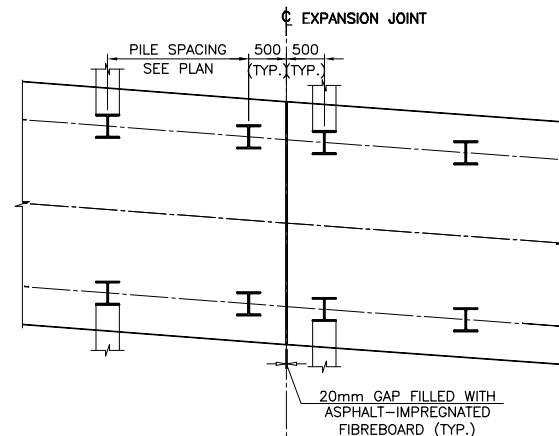 ℄ EXPANSION JOINT
PILE SPACING
SEE PLAN
500 500
(TYP.) (TYP.)
20mm GAP FILLED WITH
ASPHALT-IMPREGNATED
FIBREBOARD (TYP.)